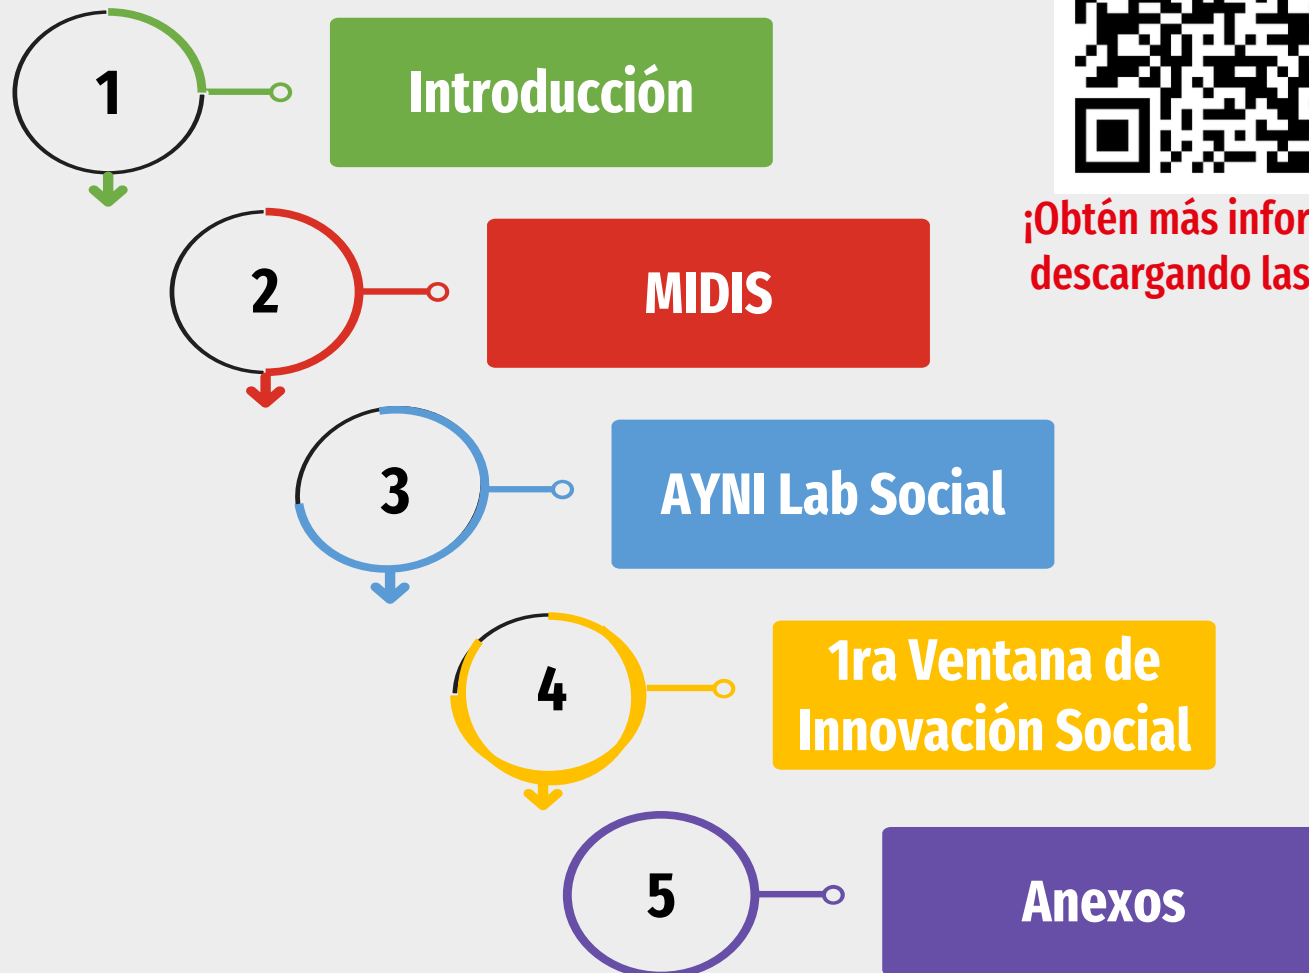 1
Introducción
¡Obtén más infor
descargando las
2
MIDIS
3
AYNI Lab Social
4
1ra Ventana de
Innovación Social
5
Anexos